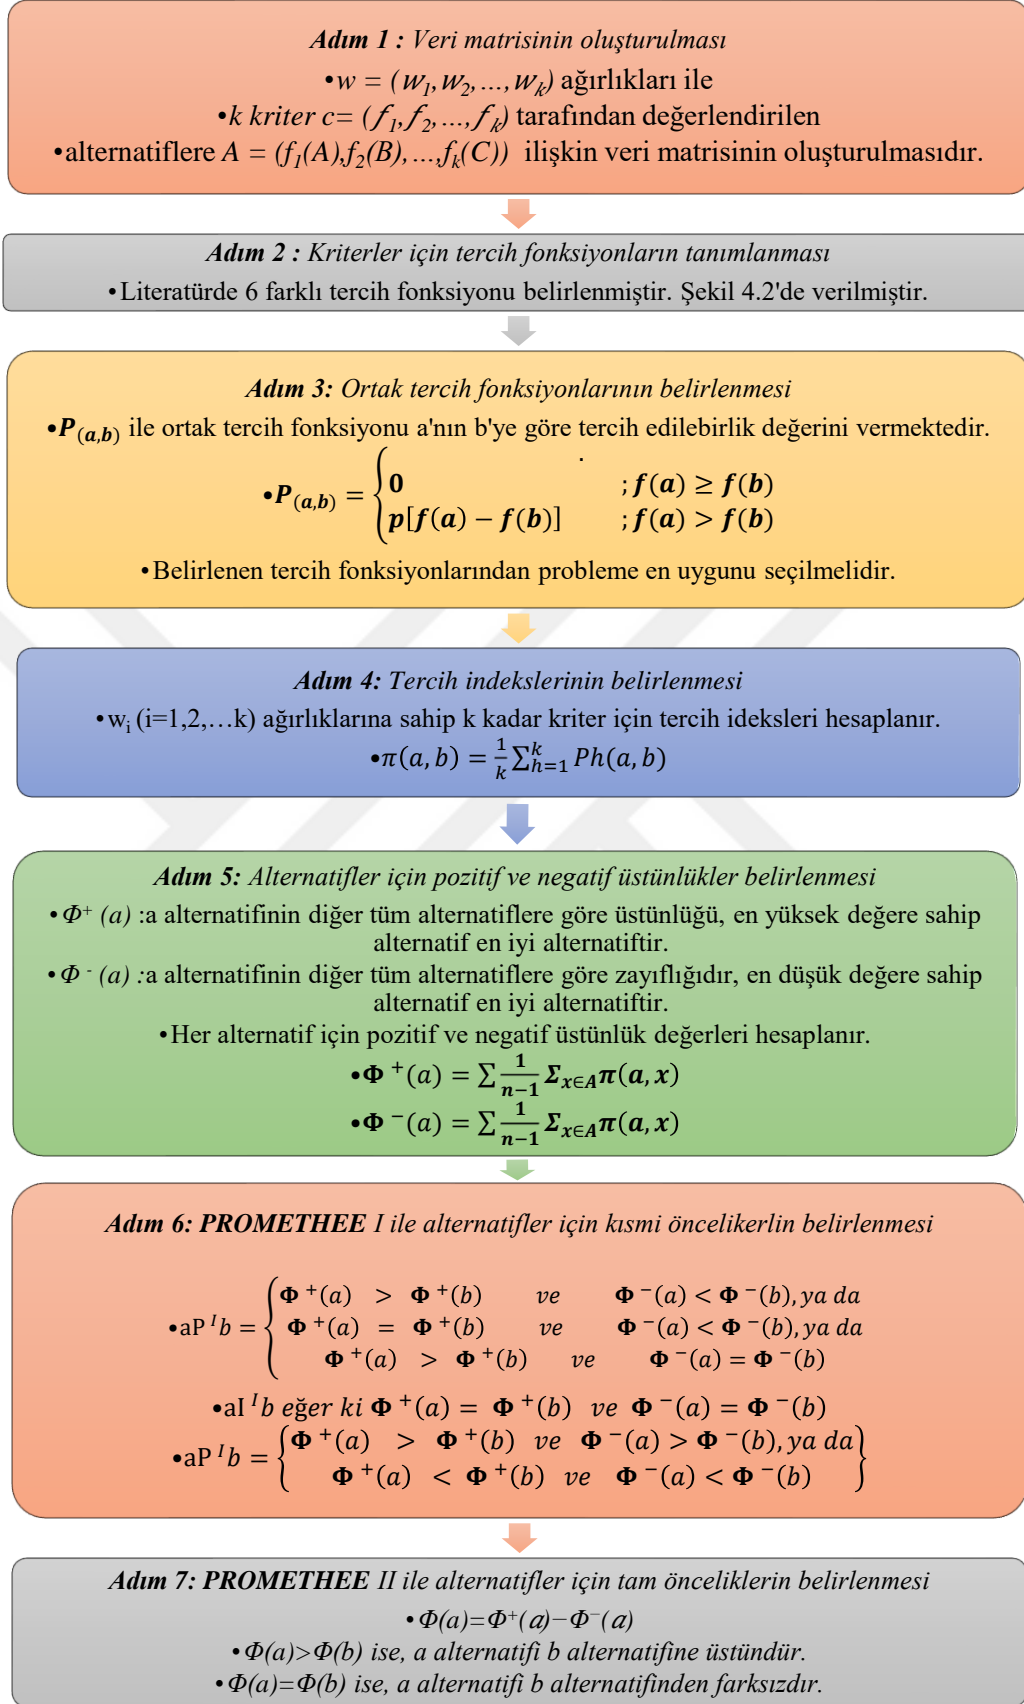 Adım 1 : Veri matrisinin oluşturulması
•w = (w₁,w₂,...,wₖ) ağırlıkları ile
•k kriter c= (f₁,f₂,...,fₖ) tarafından değerlendirilen
•alternatiflere A = (f₁(A),f₂(B),...,fₖ(C)) ilişkin veri matrisinin oluşturulmasıdır.
Adım 2 : Kriterler için tercih fonksiyonların tanımlanması
•Literatürde 6 farklı tercih fonksiyonu belirlenmiştir. Şekil 4.2'de verilmiştir.
Adım 3: Ortak tercih fonksiyonlarının belirlenmesi
•P₍a,b₎ ile ortak tercih fonksiyonu a'nın b'ye göre tercih edilebirlik değerini vermektedir.
.
•P₍a,b₎ = { 0 ; f(a) ≥ f(b)
p[f(a) − f(b)] ; f(a) > f(b)
•Belirlenen tercih fonksiyonlarından probleme en uygunu seçilmelidir.
Adım 4: Tercih indekslerinin belirlenmesi
•wᵢ (i=1,2,…k) ağırlıklarına sahip k kadar kriter için tercih ideksleri hesaplanır.
•π(a, b) = 1/k ∑ₕ₌₁ᵏ Ph(a, b)
Adım 5: Alternatifler için pozitif ve negatif üstünlükler belirlenmesi
•Φ⁺ (a) :a alternatifinin diğer tüm alternatiflere göre üstünlüğü, en yüksek değere sahip
alternatif en iyi alternatiftir.
•Φ ⁻ (a) :a alternatifinin diğer tüm alternatiflere göre zayıflığıdır, en düşük değere sahip
alternatif en iyi alternatiftir.
•Her alternatif için pozitif ve negatif üstünlük değerleri hesaplanır.
•Φ ⁺(a) = ∑ 1/(n−1) Σₓ∈A π(a, x)
•Φ ⁻(a) = ∑ 1/(n−1) Σₓ∈A π(a, x)
Adım 6: PROMETHEE I ile alternatifler için kısmi öncelikerlin belirlenmesi
Φ ⁺(a) > Φ ⁺(b) ve Φ ⁻(a) < Φ ⁻(b), ya da
•aP ᴵ b = { Φ ⁺(a) = Φ ⁺(b) ve Φ ⁻(a) < Φ ⁻(b), ya da
Φ ⁺(a) > Φ ⁺(b) ve Φ ⁻(a) = Φ ⁻(b)
•aI ᴵ b eğer ki Φ ⁺(a) = Φ ⁺(b) ve Φ ⁻(a) = Φ ⁻(b)
•aP ᴵ b = { Φ ⁺(a) > Φ ⁺(b) ve Φ ⁻(a) > Φ ⁻(b), ya da }
Φ ⁺(a) < Φ ⁺(b) ve Φ ⁻(a) < Φ ⁻(b)
Adım 7: PROMETHEE II ile alternatifler için tam önceliklerin belirlenmesi
•Φ(a)=Φ⁺(a)−Φ⁻(a)
•Φ(a)>Φ(b) ise, a alternatifi b alternatifine üstündür.
•Φ(a)=Φ(b) ise, a alternatifi b alternatifinden farksızdır.